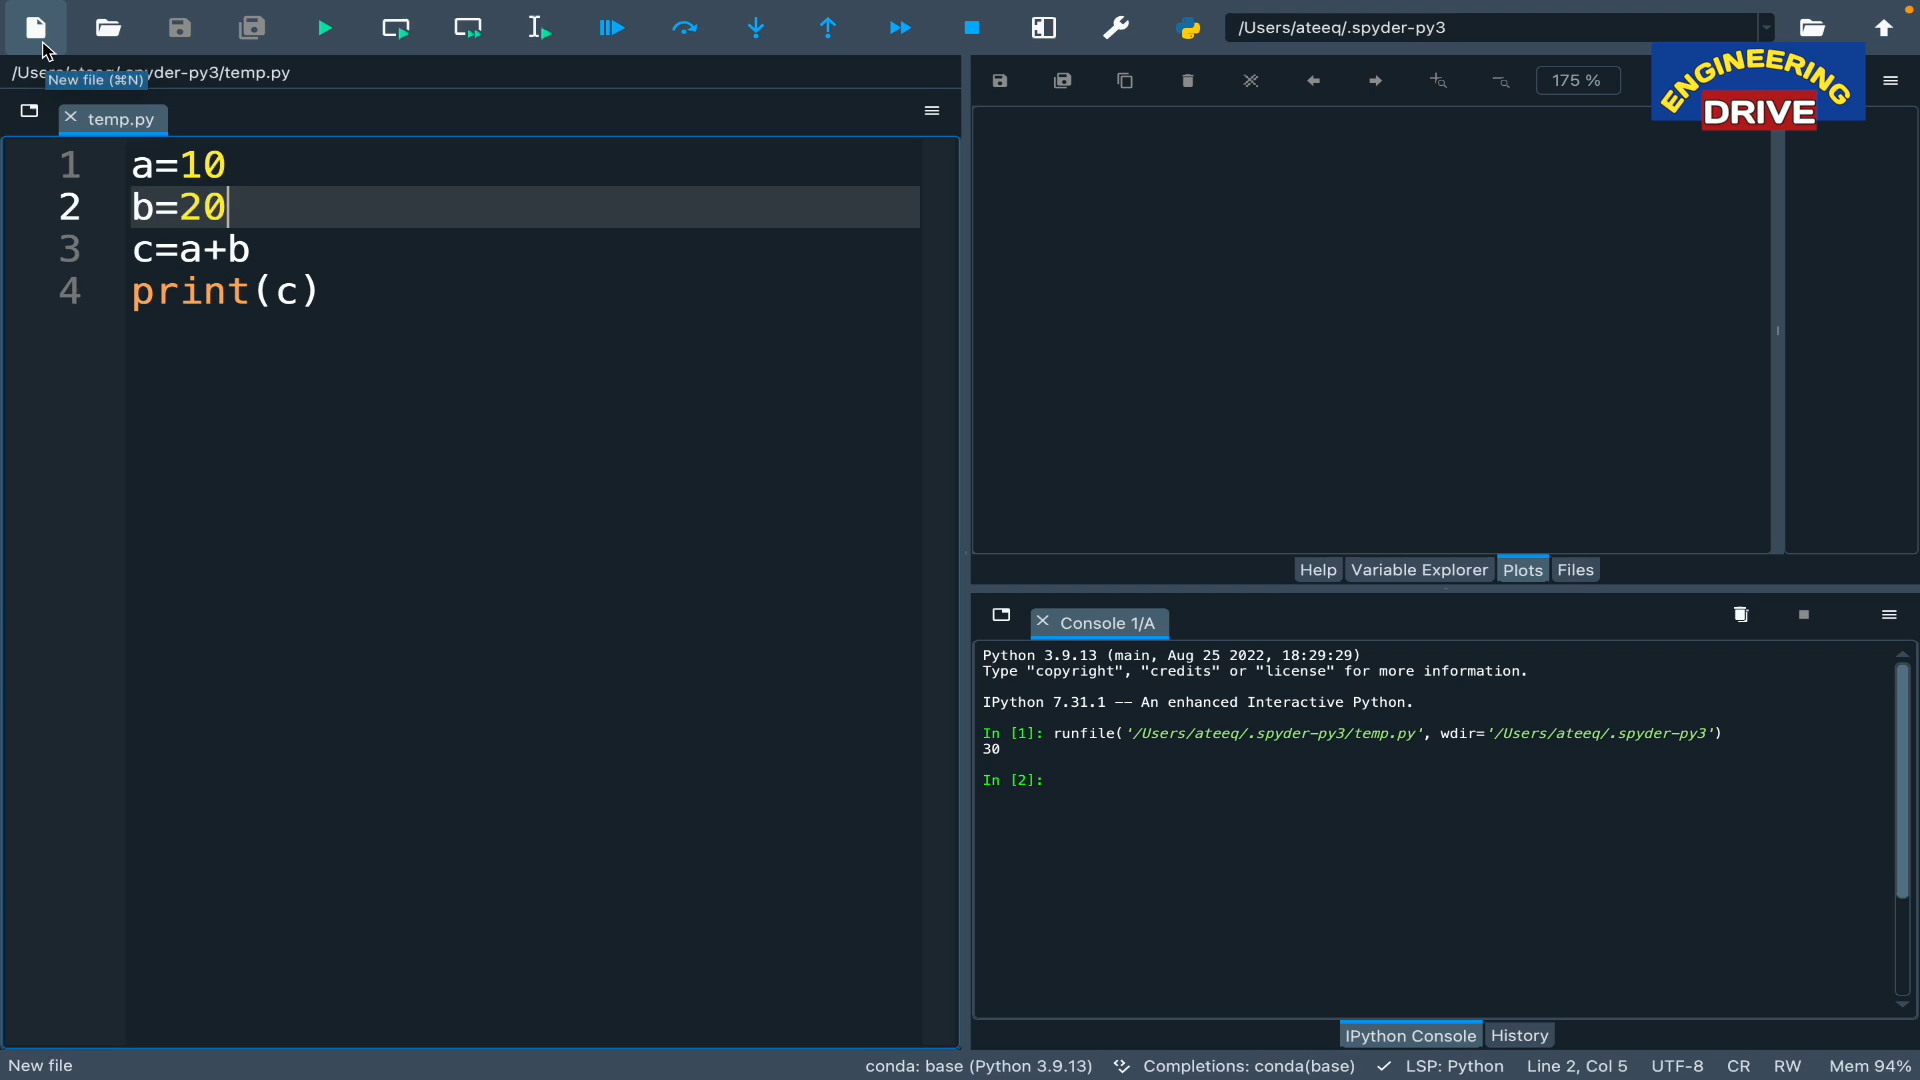 /Users/ateeq/.spyder-py3
/Users/ateeq/.spyder-py3/temp.py
New file (⌘N)
ENGINEERING
DRIVE
175 %
temp.py
1 a=10
2 b=20
3 c=a+b
4 print(c)
Help Variable Explorer Plots Files
Console 1/A
Python 3.9.13 (main, Aug 25 2022, 18:29:29)
Type "copyright", "credits" or "license" for more information.
IPython 7.31.1 -- An enhanced Interactive Python.
In [1]: runfile('/Users/ateeq/.spyder-py3/temp.py', wdir='/Users/ateeq/.spyder-py3')
30
In [2]:
IPython Console History
New file conda: base (Python 3.9.13) Completions: conda(base) LSP: Python Line 2, Col 5 UTF-8 CR RW Mem 94%